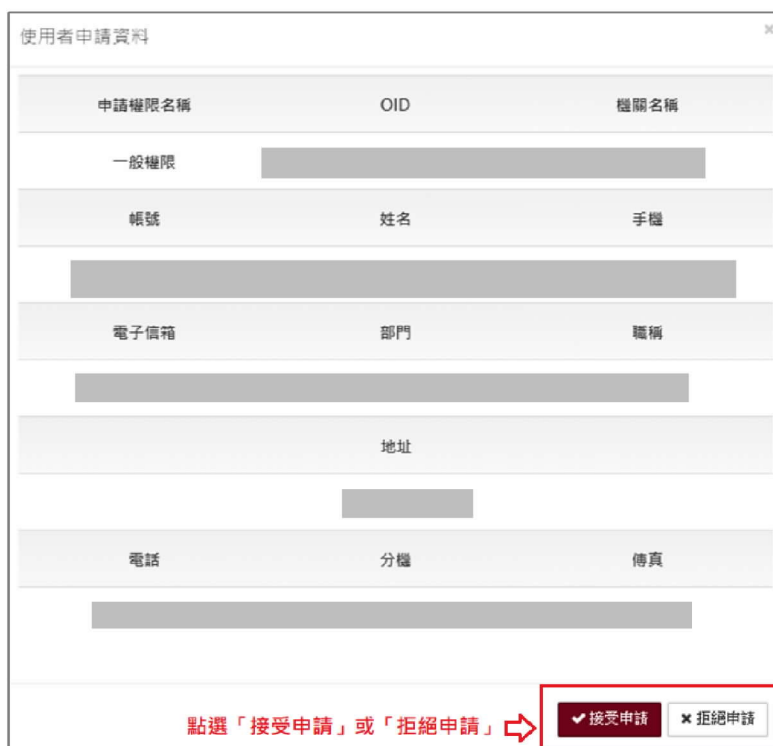 使用者申請資料 ×
申請權限名稱 OID 機關名稱
一般權限
帳號 姓名 手機
電子信箱 部門 職稱
地址
電話 分機 傳真
點選「接受申請」或「拒絕申請」 ✔接受申請 ✖拒絕申請